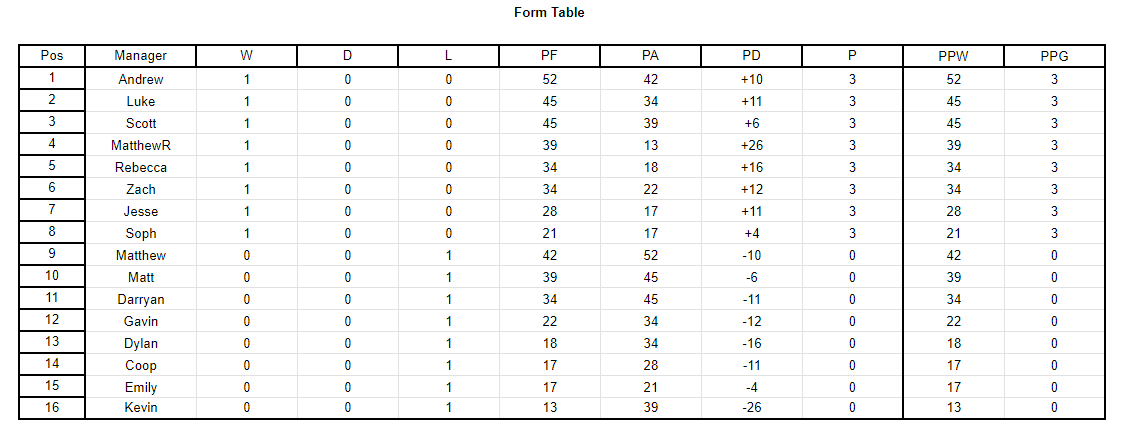 Form Table
Pos Manager W D L PF PA PD P PPW PPG
1 Andrew 1 0 0 52 42 +10 3 52 3
2 Luke 1 0 0 45 34 +11 3 45 3
3 Scott 1 0 0 45 39 +6 3 45 3
4 MatthewR 1 0 0 39 13 +26 3 39 3
5 Rebecca 1 0 0 34 18 +16 3 34 3
6 Zach 1 0 0 34 22 +12 3 34 3
7 Jesse 1 0 0 28 17 +11 3 28 3
8 Soph 1 0 0 21 17 +4 3 21 3
9 Matthew 0 0 1 42 52 -10 0 42 0
10 Matt 0 0 1 39 45 -6 0 39 0
11 Darryan 0 0 1 34 45 -11 0 34 0
12 Gavin 0 0 1 22 34 -12 0 22 0
13 Dylan 0 0 1 18 34 -16 0 18 0
14 Coop 0 0 1 17 28 -11 0 17 0
15 Emily 0 0 1 17 21 -4 0 17 0
16 Kevin 0 0 1 13 39 -26 0 13 0